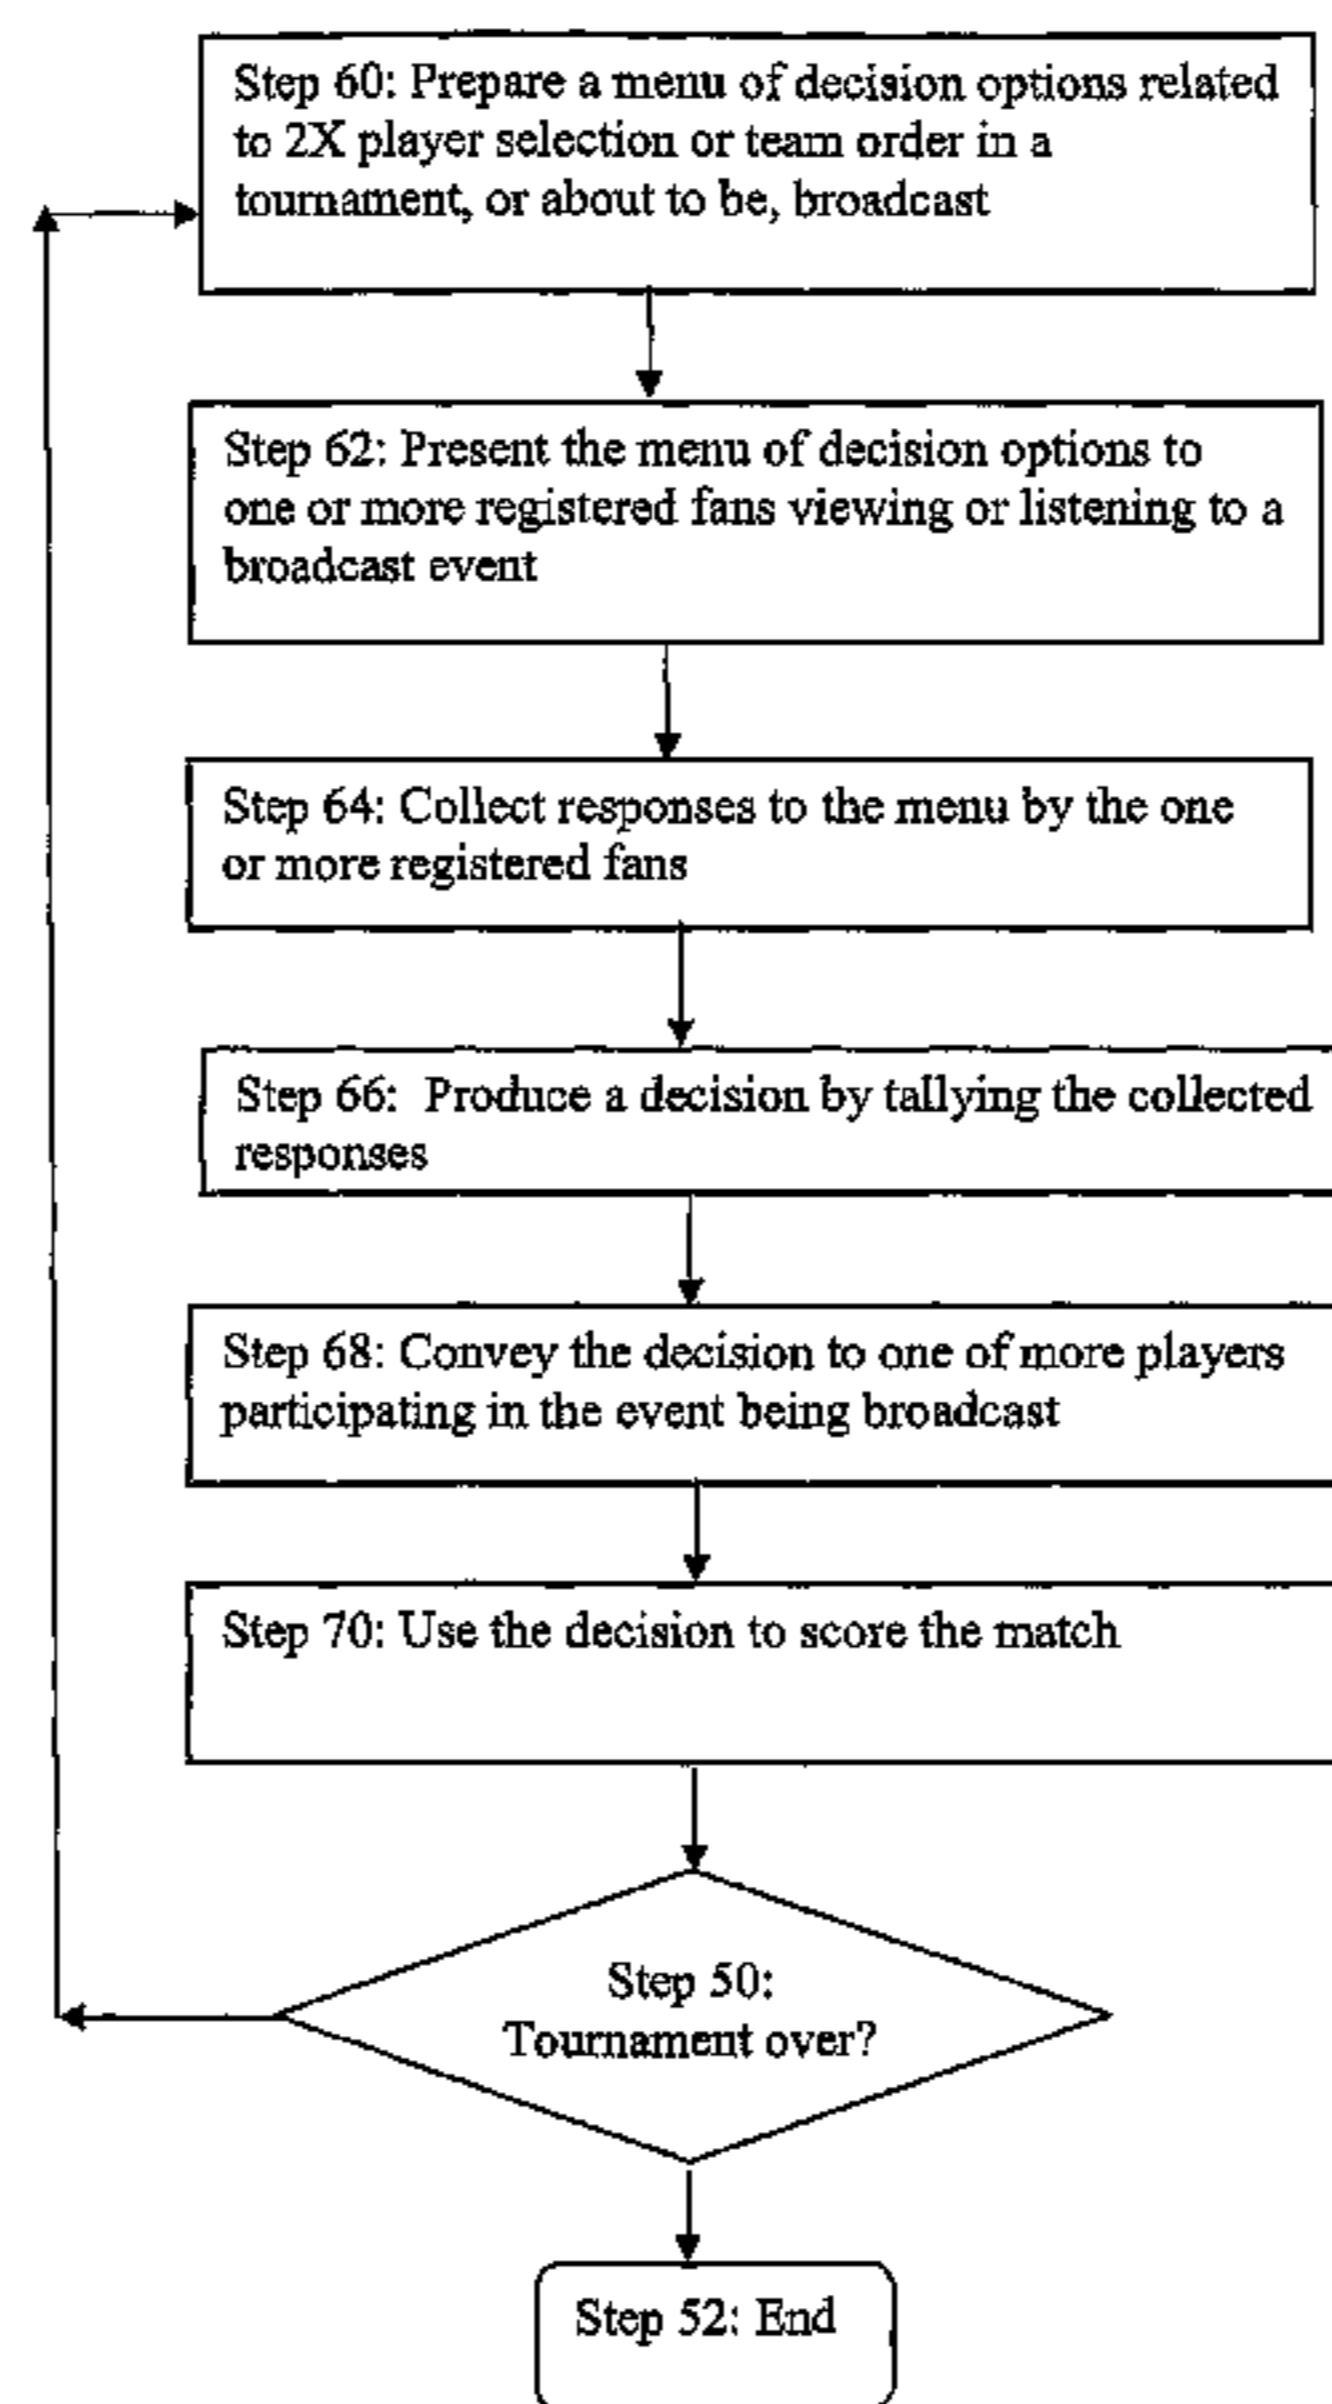 Step 60: Prepare a menu of decision options related
to 2X player selection or team order in a
tournament, or about to be, broadcast
Step 62: Present the menu of decision options to
one or more registered fans viewing or listening to a
broadcast event
Step 64: Collect responses to the menu by the one
or more registered fans
Step 66: Produce a decision by tallying the collected
responses
Step 68: Convey the decision to one of more players
participating in the event being broadcast
Step 70: Use the decision to score the match
Step 50:
Tournament over?
Step 52: End